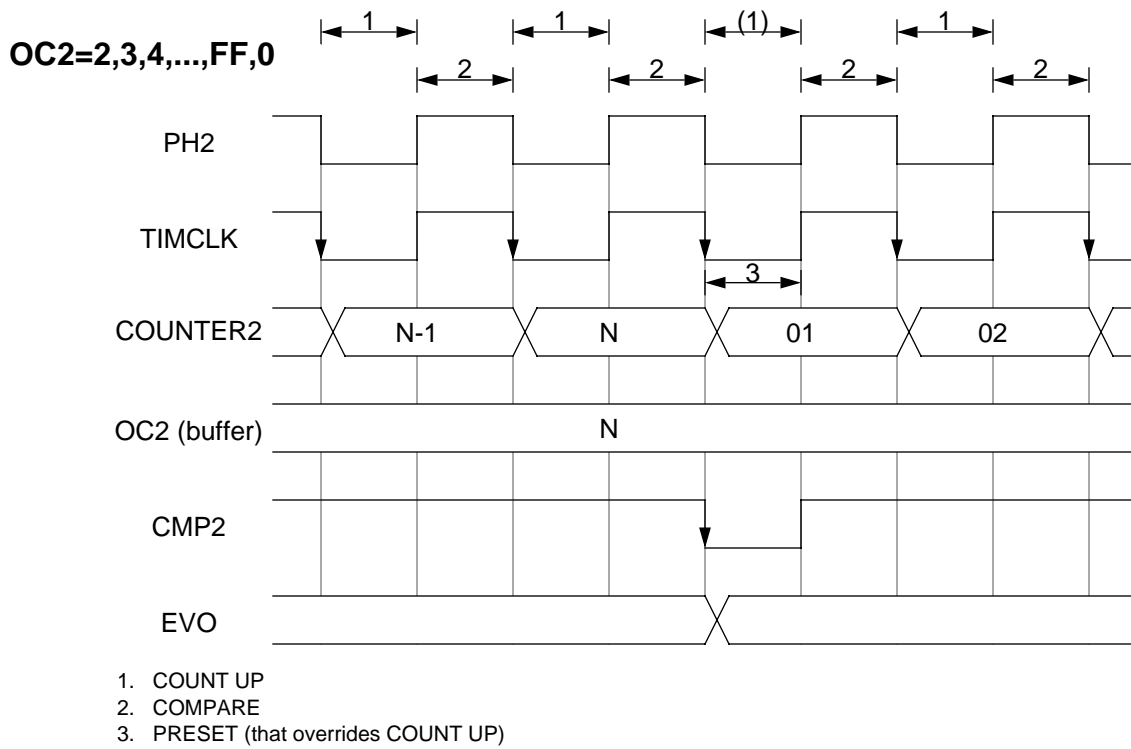 1 1 (1) 1
OC2=2,3,4,...,FF,0
2 2 2 2
PH2
TIMCLK
3
COUNTER2 N-1 N 01 02
OC2 (buffer) N
CMP2
EVO
1. COUNT UP
2. COMPARE
3. PRESET (that overrides COUNT UP)